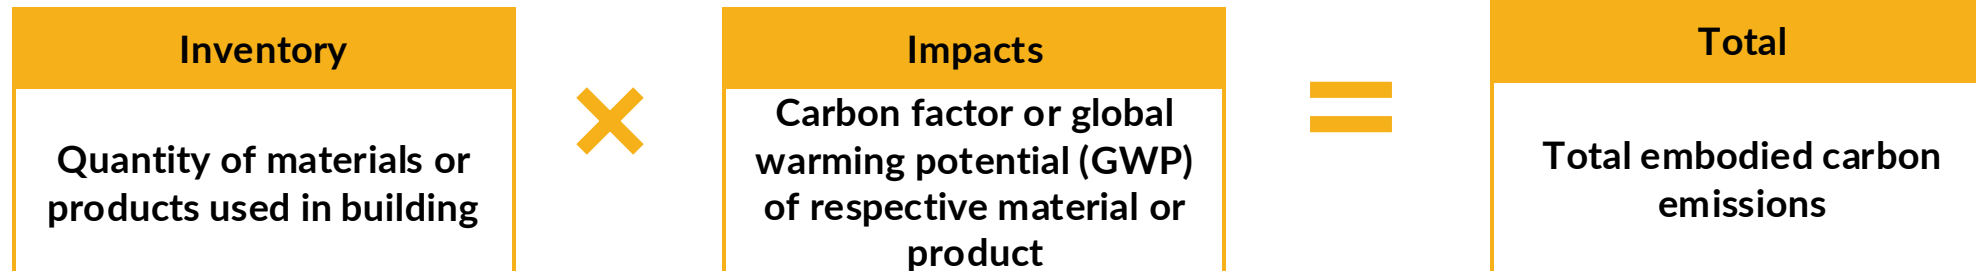 Inventory
Quantity of materials or
products used in building
×
Impacts
Carbon factor or global
warming potential (GWP)
of respective material or
product
=
Total
Total embodied carbon
emissions